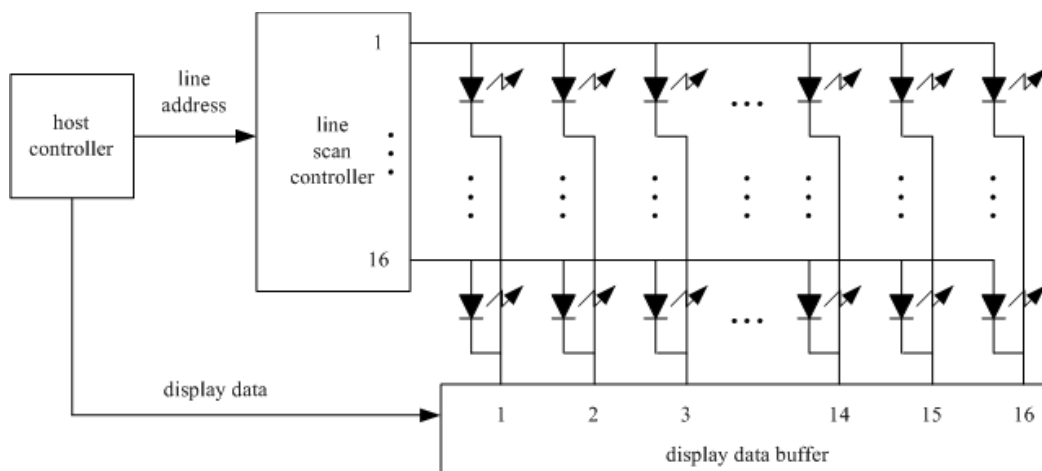 host
controller
line
address
line
scan
controller
1
16
display data
1 2 3 14 15 16
display data buffer